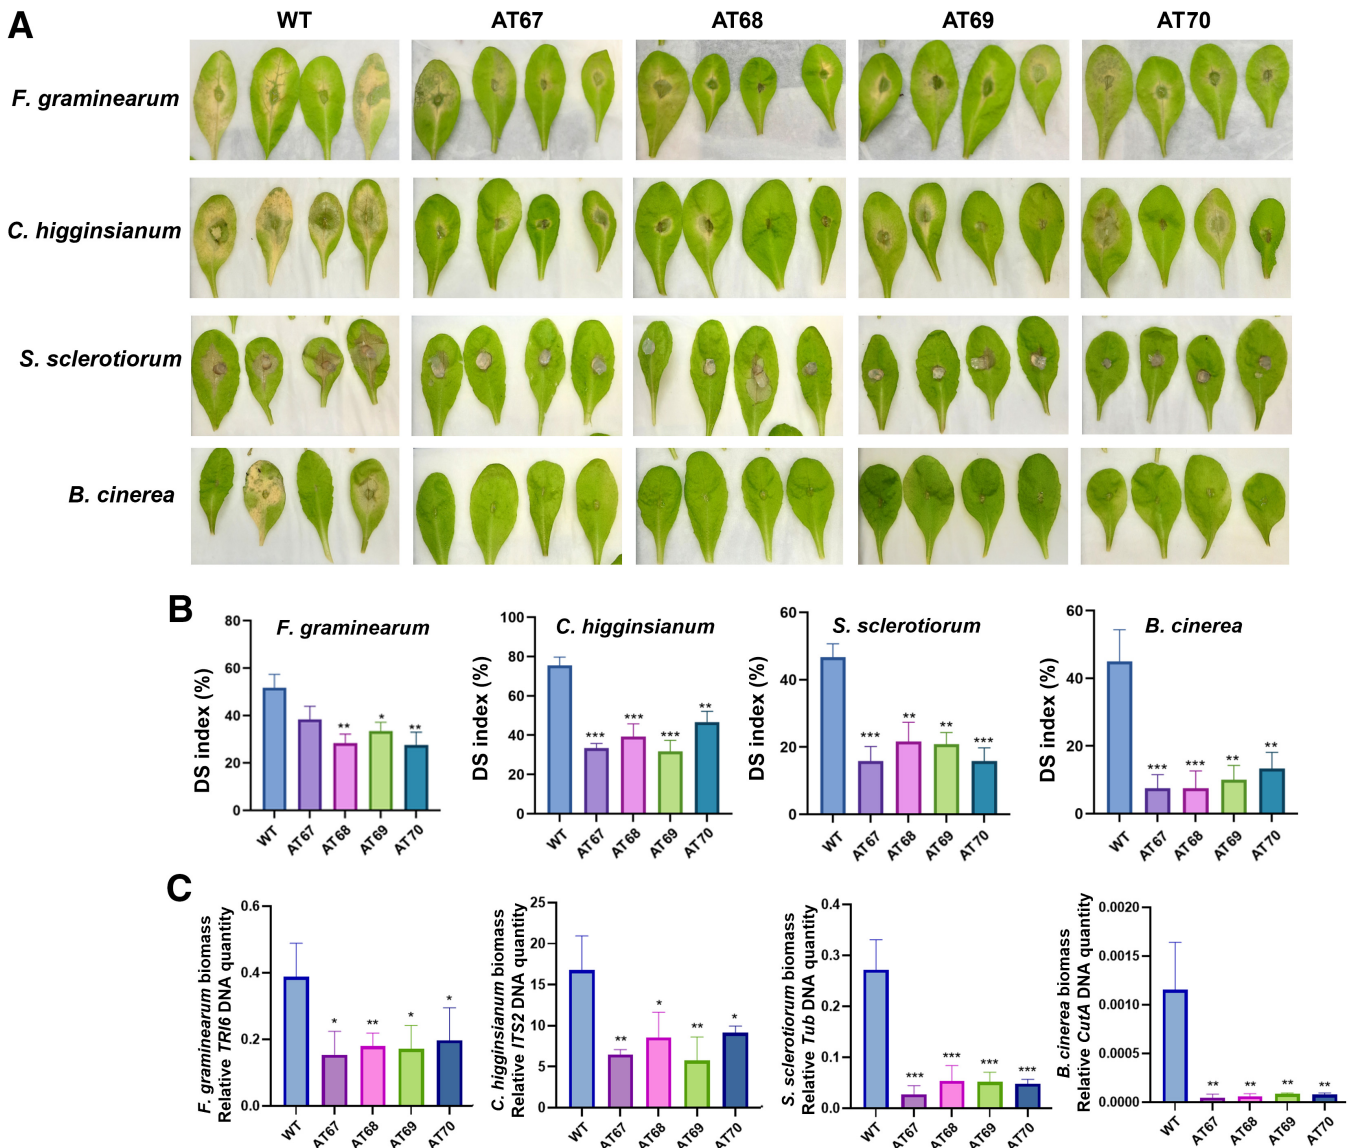 A
WT AT67 AT68 AT69 AT70
F. graminearum
C. higginsianum
S. sclerotiorum
B. cinerea
B
F. graminearum
DS index (%)
80
60
40
20
0
** * **
WT AT67 AT68 AT69 AT70
C. higginsianum
DS index (%)
100
80
60
40
20
0
*** *** *** **
WT AT67 AT68 AT69 AT70
S. sclerotiorum
DS index (%)
60
40
20
0
*** ** ** ***
WT AT67 AT68 AT69 AT70
B. cinerea
DS index (%)
60
40
20
0
*** *** ** **
WT AT67 AT68 AT69 AT70
C
F. graminearum biomass
Relative TRI6 DNA quantity
0.6
0.4
0.2
0.0
* ** * *
WT AT67 AT68 AT69 AT70
C. higginsianum biomass
Relative ITS2 DNA quantity
25
20
15
10
5
0
** * ** *
WT AT67 AT68 AT69 AT70
S. sclerotiorum biomass
Relative Tub DNA quantity
0.4
0.3
0.2
0.1
0.0
*** *** *** ***
WT AT67 AT68 AT69 AT70
B. cinerea biomass
Relative CutA DNA quantity
0.0020
0.0015
0.0010
0.0005
0.0000
** ** ** **
WT AT67 AT68 AT69 AT70